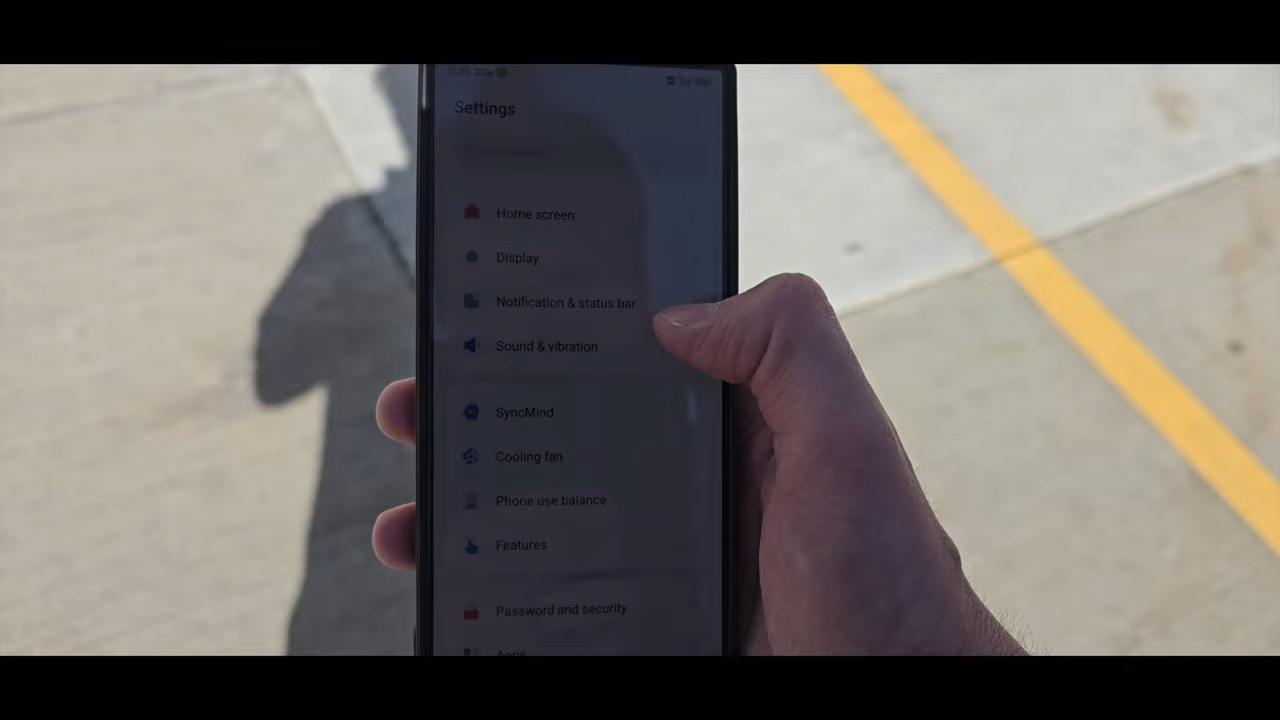 Settings
Home screen
Display
Notification & status bar
Sound & vibration
SyncMind
Cooling fan
Phone use balance
Features
Password and security
Apps